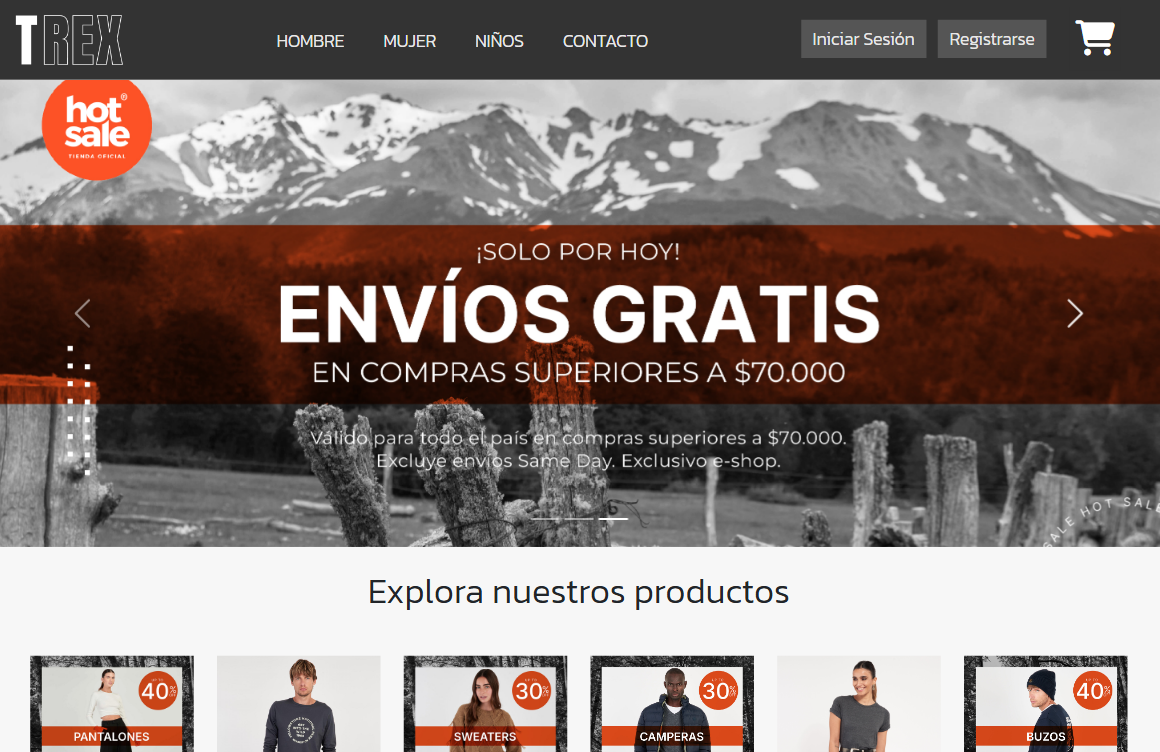 TREX
HOMBRE MUJER NIÑOS CONTACTO
Iniciar Sesión Registrarse
hot®
sale
TIENDA OFICIAL
¡SOLO POR HOY!
ENVÍOS GRATIS
EN COMPRAS SUPERIORES A $70.000
Válido para todo el país en compras superiores a $70.000.
Excluye envíos Same Day. Exclusivo e-shop.
SALE HOT SALE
Explora nuestros productos
40% PANTALONES
30% SWEATERS
30% CAMPERAS
40% BUZOS